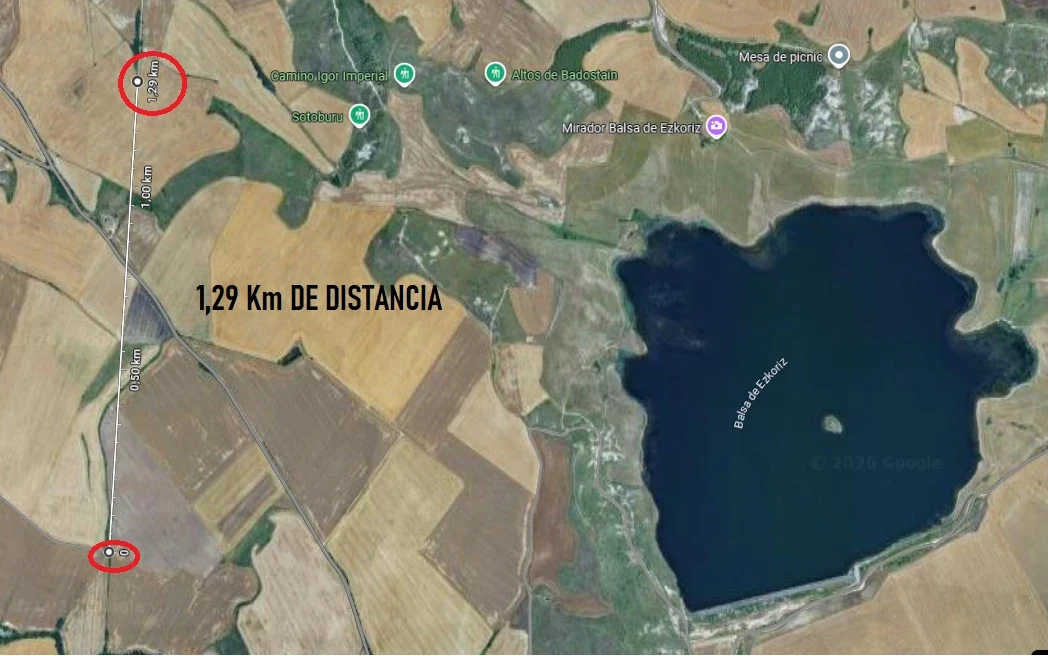 Mesa de picnic
1,29 km
Camino Igor Imperial
Altos de Badostain
Sotoburu
Mirador Balsa de Ezkoriz
1,00 km
1,29 Km DE DISTANCIA
0,50 km
Balsa de Ezkoriz
© 2026 Google
0